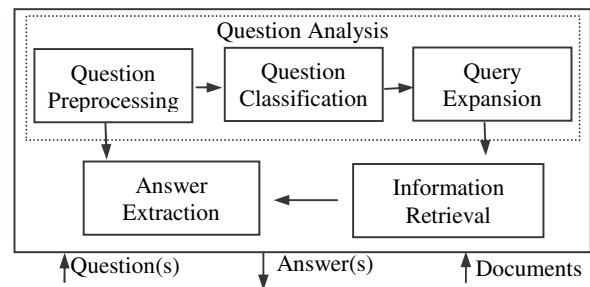 Question Analysis
Question
Preprocessing
Question
Classification
Query
Expansion
Answer
Extraction
Information
Retrieval
Question(s)
Answer(s)
Documents